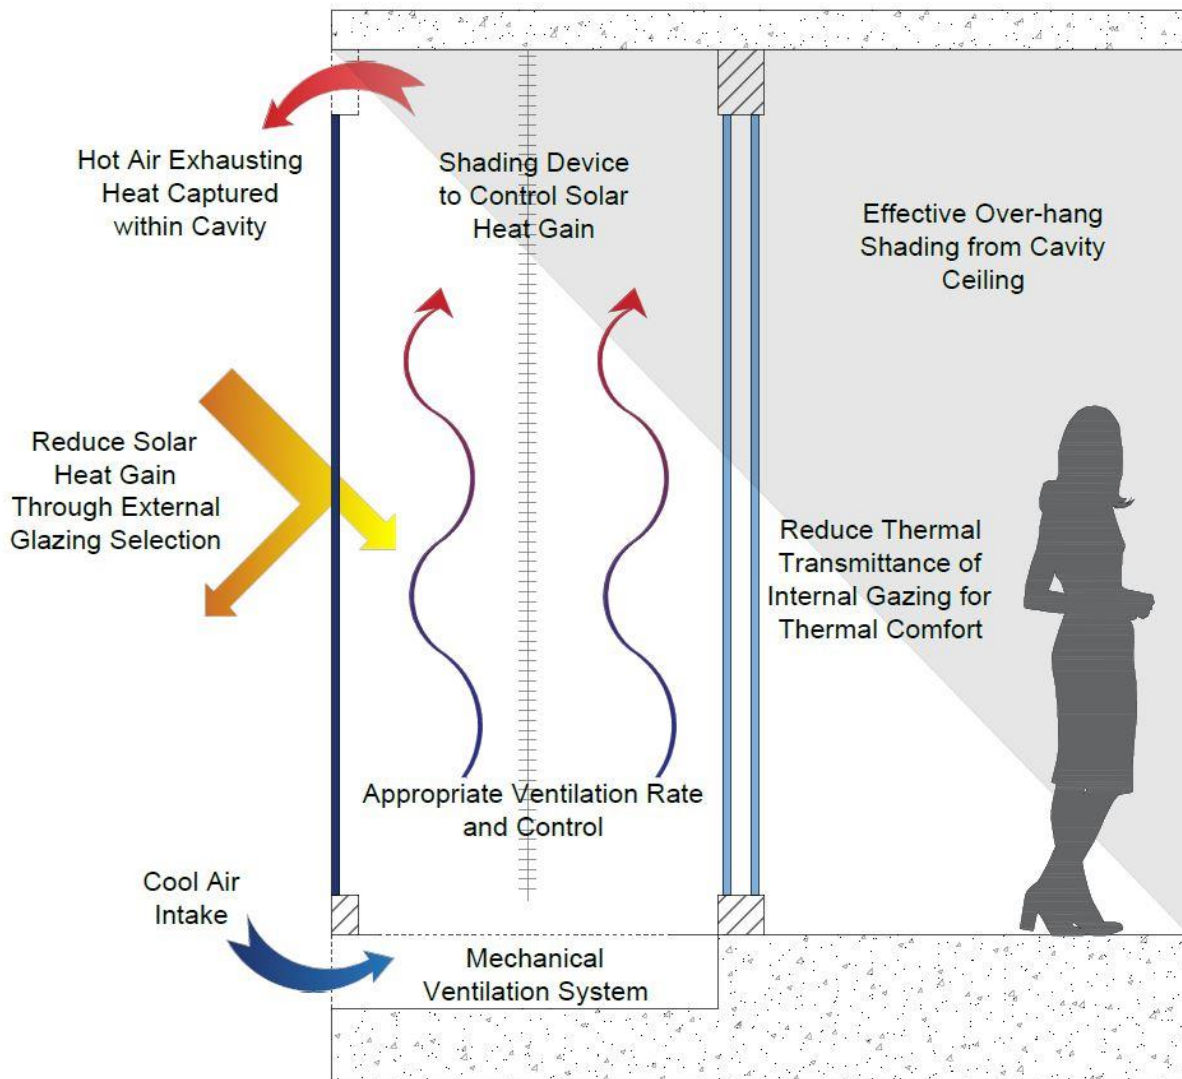 Hot Air Exhausting
Heat Captured
within Cavity
Shading Device
to Control Solar
Heat Gain
Effective Over-hang
Shading from Cavity
Ceiling
Reduce Solar
Heat Gain
Through External
Glazing Selection
Reduce Thermal
Transmittance of
Internal Gazing for
Thermal Comfort
Appropriate Ventilation Rate
and Control
Cool Air
Intake
Mechanical
Ventilation System